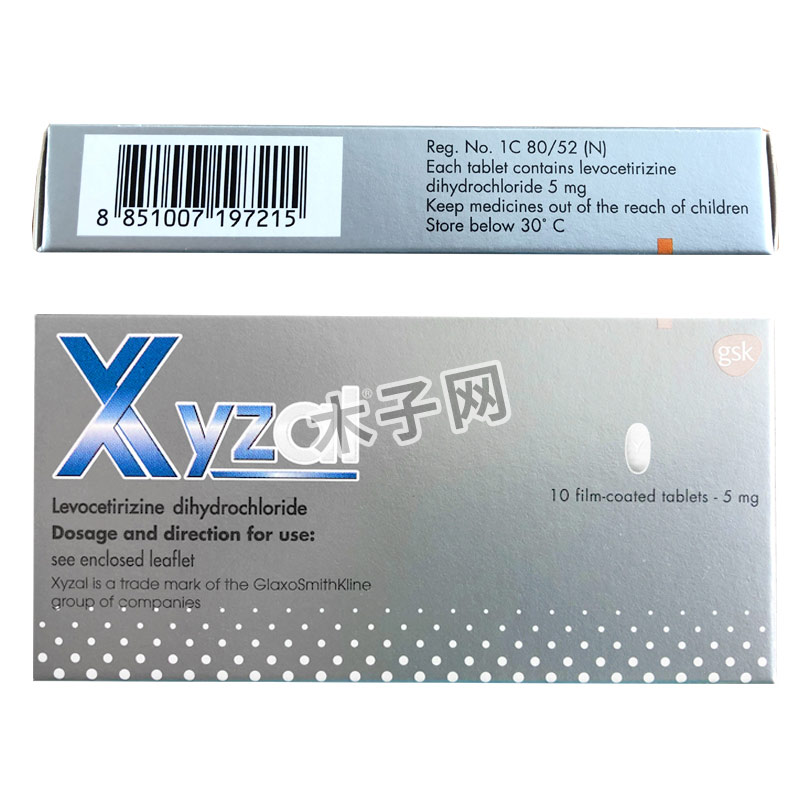 8 851007 197215
Reg. No. 1C 80/52 (N)
Each tablet contains levocetirizine
dihydrochloride 5 mg
Keep medicines out of the reach of children
Store below 30° C
gsk
Xyzal®
木子网
10 film-coated tablets - 5 mg
Levocetirizine dihydrochloride
Dosage and direction for use:
see enclosed leaflet
Xyzal is a trade mark of the GlaxoSmithKline
group of companies